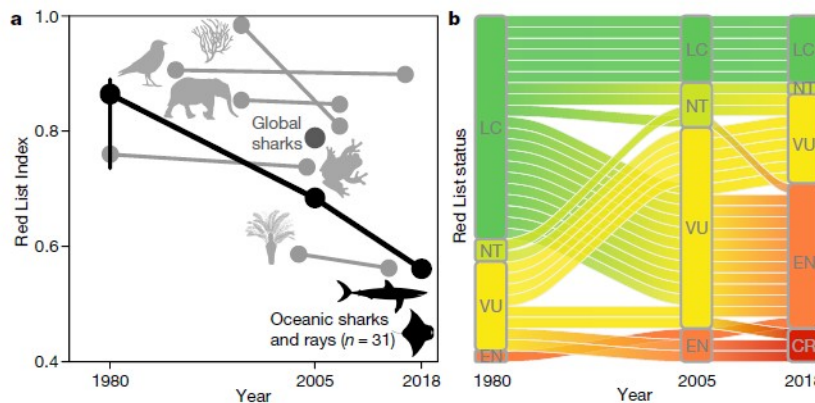 a
1.0
0.8
0.6
0.4
Red List Index
Global
sharks
Oceanic sharks
and rays (n = 31)
1980
2005
2018
Year
b
Red List status
LC
NT
VU
EN
LC
NT
VU
EN
LC
NT
VU
EN
CR
1980
2005
2018
Year